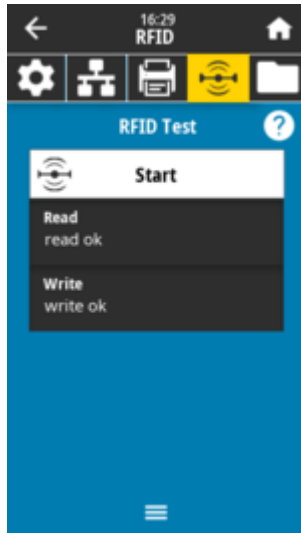 16:29
RFID
RFID Test
?
Start
Read
read ok
Write
write ok